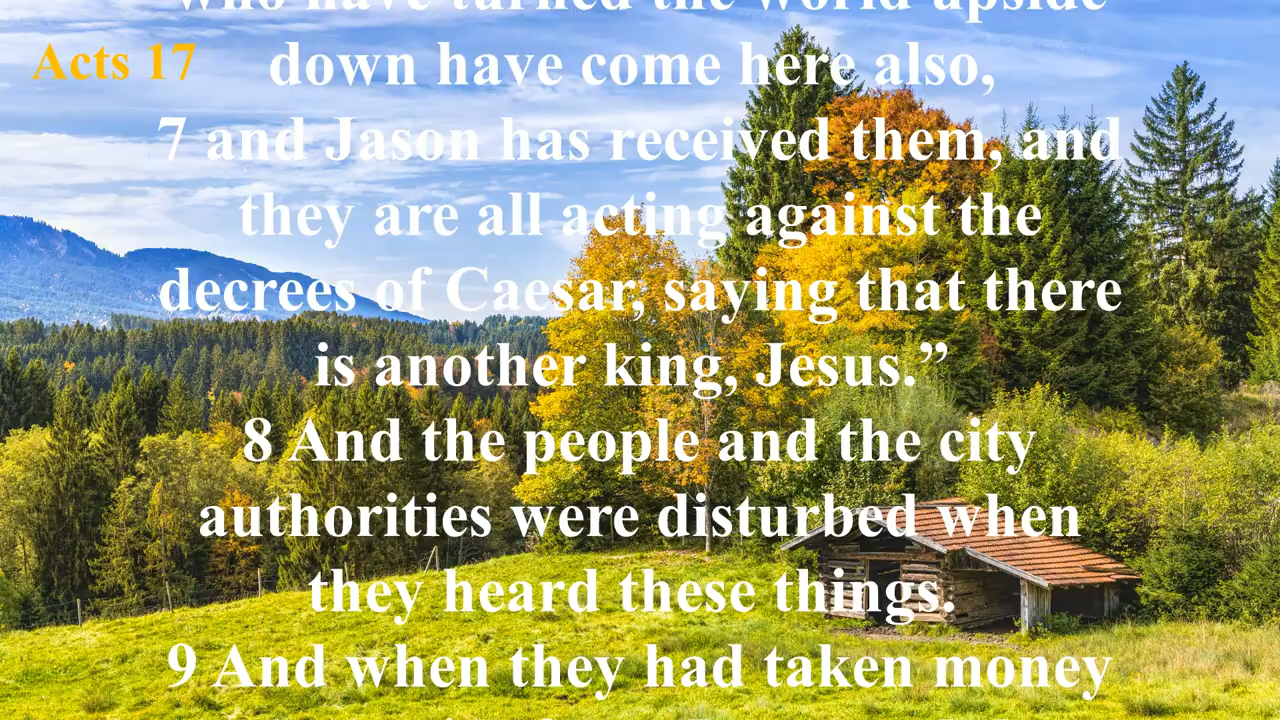 who have turned the world upside
Acts 17
down have come here also,
7 and Jason has received them, and
they are all acting against the
decrees of Caesar, saying that there
is another king, Jesus.”
8 And the people and the city
authorities were disturbed when
they heard these things.
9 And when they had taken money